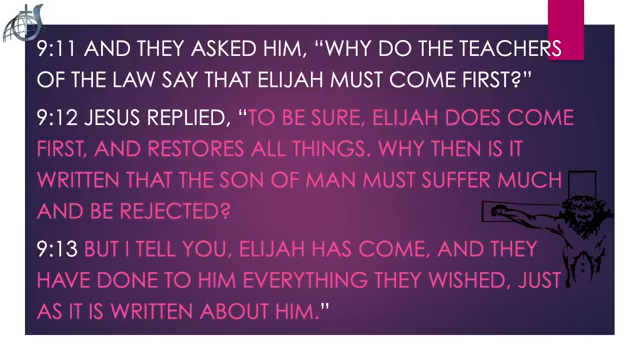 9:11 AND THEY ASKED HIM, “WHY DO THE TEACHERS
OF THE LAW SAY THAT ELIJAH MUST COME FIRST?”
9:12 JESUS REPLIED, “TO BE SURE, ELIJAH DOES COME
FIRST, AND RESTORES ALL THINGS. WHY THEN IS IT
WRITTEN THAT THE SON OF MAN MUST SUFFER MUCH
AND BE REJECTED?
9:13 BUT I TELL YOU, ELIJAH HAS COME, AND THEY
HAVE DONE TO HIM EVERYTHING THEY WISHED, JUST
AS IT IS WRITTEN ABOUT HIM.”